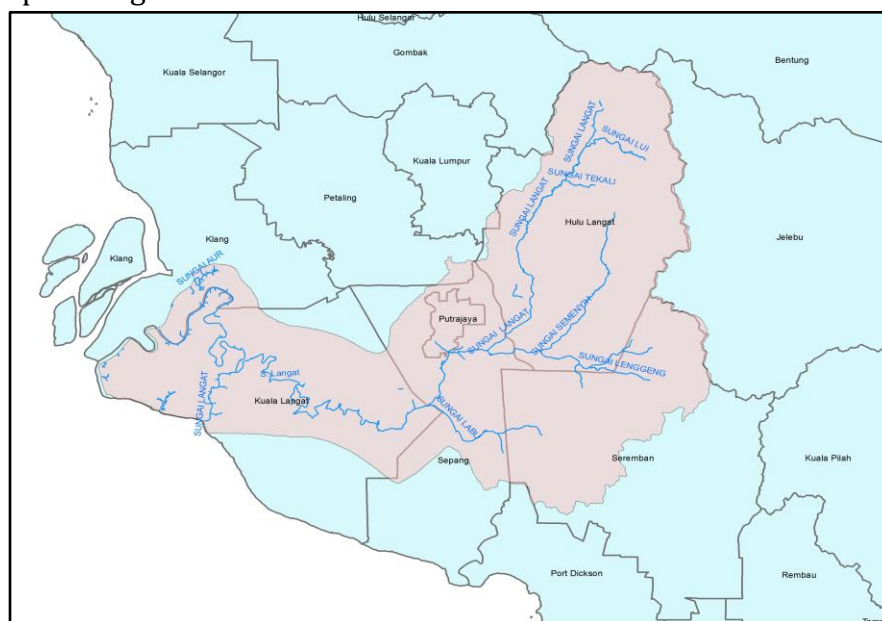 Hulu Selangor
Gombak
Bentung
Kuala Selangor
SUNGAI LANGAT
SUNGAI LUI
Kuala Lumpur
SUNGAI TEKALI
Petaling
SUNGAI LANGAT
Hulu Langat
Klang
Klang
Jelebu
SUNGAI AUR
Putrajaya
SUNGAI LANGAT
SUNGAI SEMENYIH
SUNGAI LENGGENG
S. Langat
SUNGAI LANGAT
Kuala Langat
SUNGAI LABU
Sepang
Seremban
Kuala Pilah
Port Dickson
Rembau